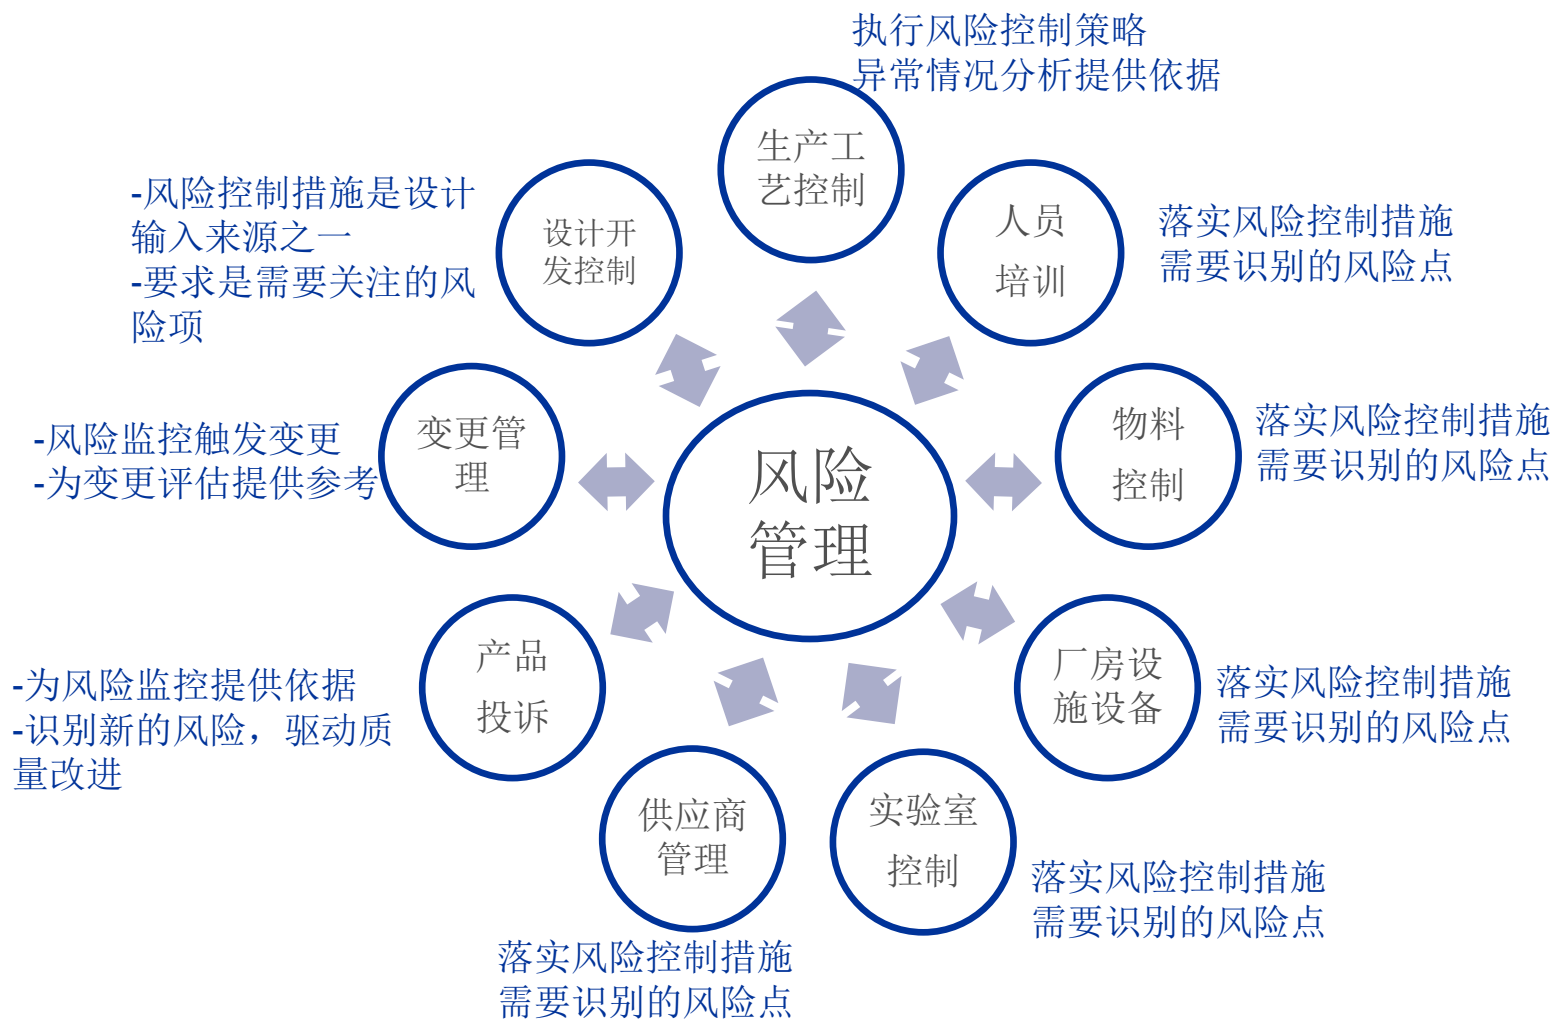 执行风险控制策略
异常情况分析提供依据
生产工
艺控制
-风险控制措施是设计
输入来源之一
-要求是需要关注的风
险项
设计开
发控制
人员
培训
落实风险控制措施
需要识别的风险点
-风险监控触发变更
-为变更评估提供参考
变更管
理
风险
管理
物料
控制
落实风险控制措施
需要识别的风险点
-为风险监控提供依据
-识别新的风险，驱动质
量改进
产品
投诉
厂房设
施设备
落实风险控制措施
需要识别的风险点
供应商
管理
落实风险控制措施
需要识别的风险点
实验室
控制
落实风险控制措施
需要识别的风险点